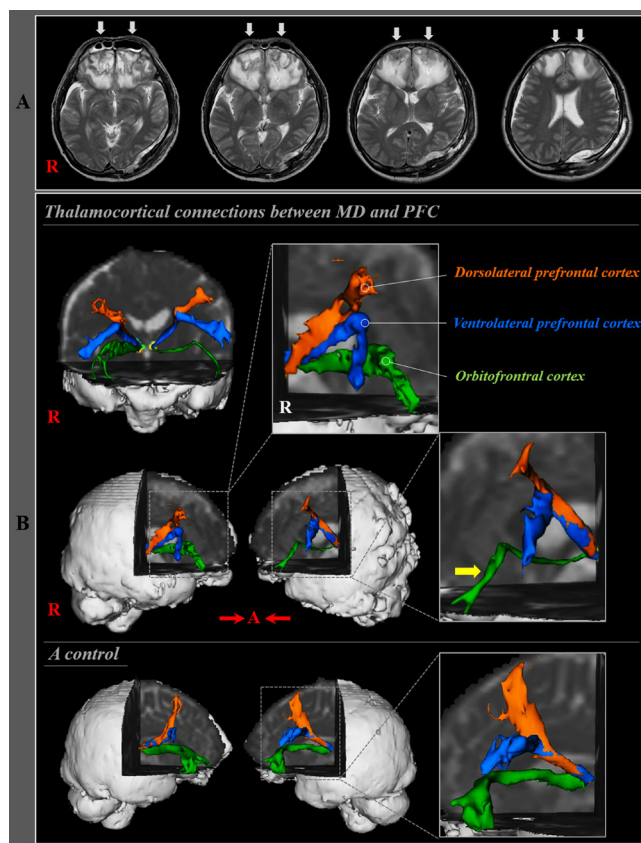 A
R
Thalamocortical connections between MD and PFC
Dorsolateral prefrontal cortex
Ventrolateral prefrontal cortex
Orbitofrontal cortex
R
R
B
R
A
A control